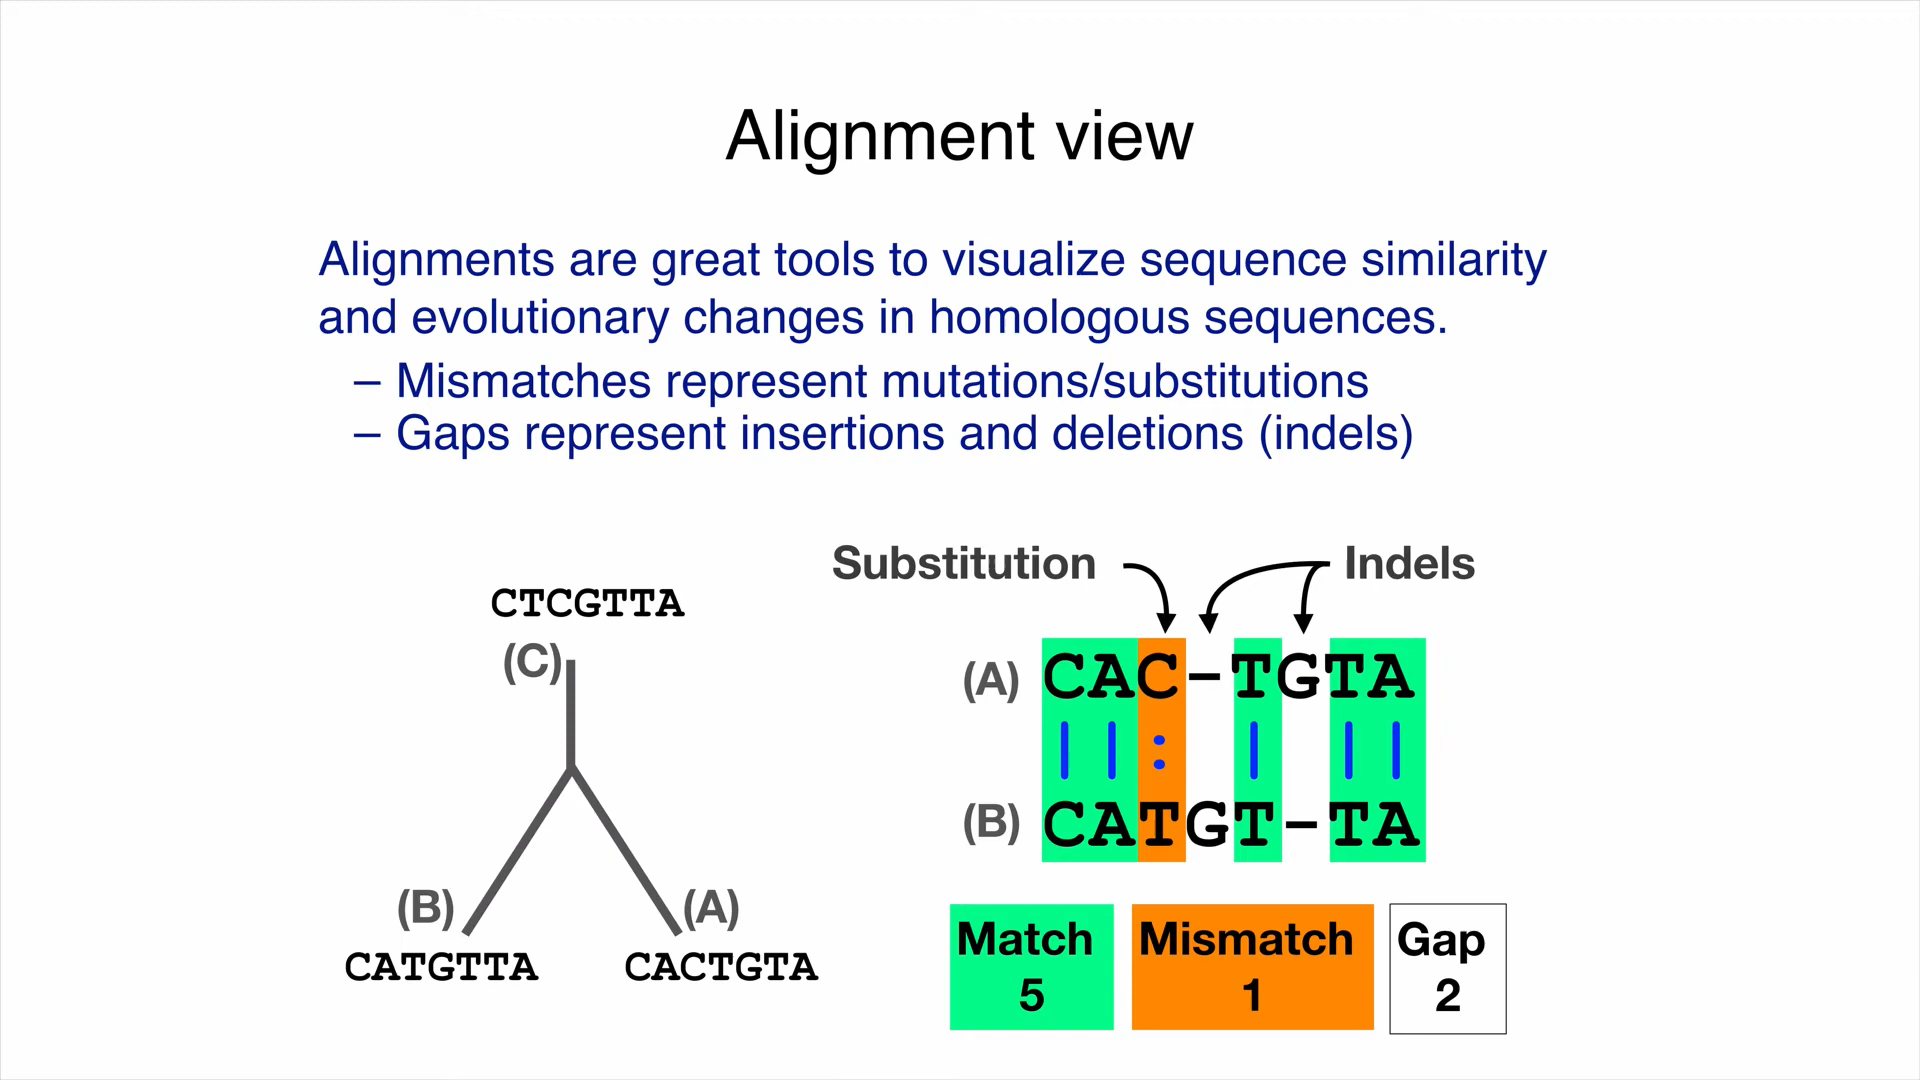 Alignment view
Alignments are great tools to visualize sequence similarity
and evolutionary changes in homologous sequences.
– Mismatches represent mutations/substitutions
– Gaps represent insertions and deletions (indels)
CTCGTTA
(C)
(B)
(A)
CATGTTA
CACTGTA
Substitution
Indels
(A) CAC-TGTA
||: | ||
(B) CATGT-TA
Match
5
Mismatch
1
Gap
2